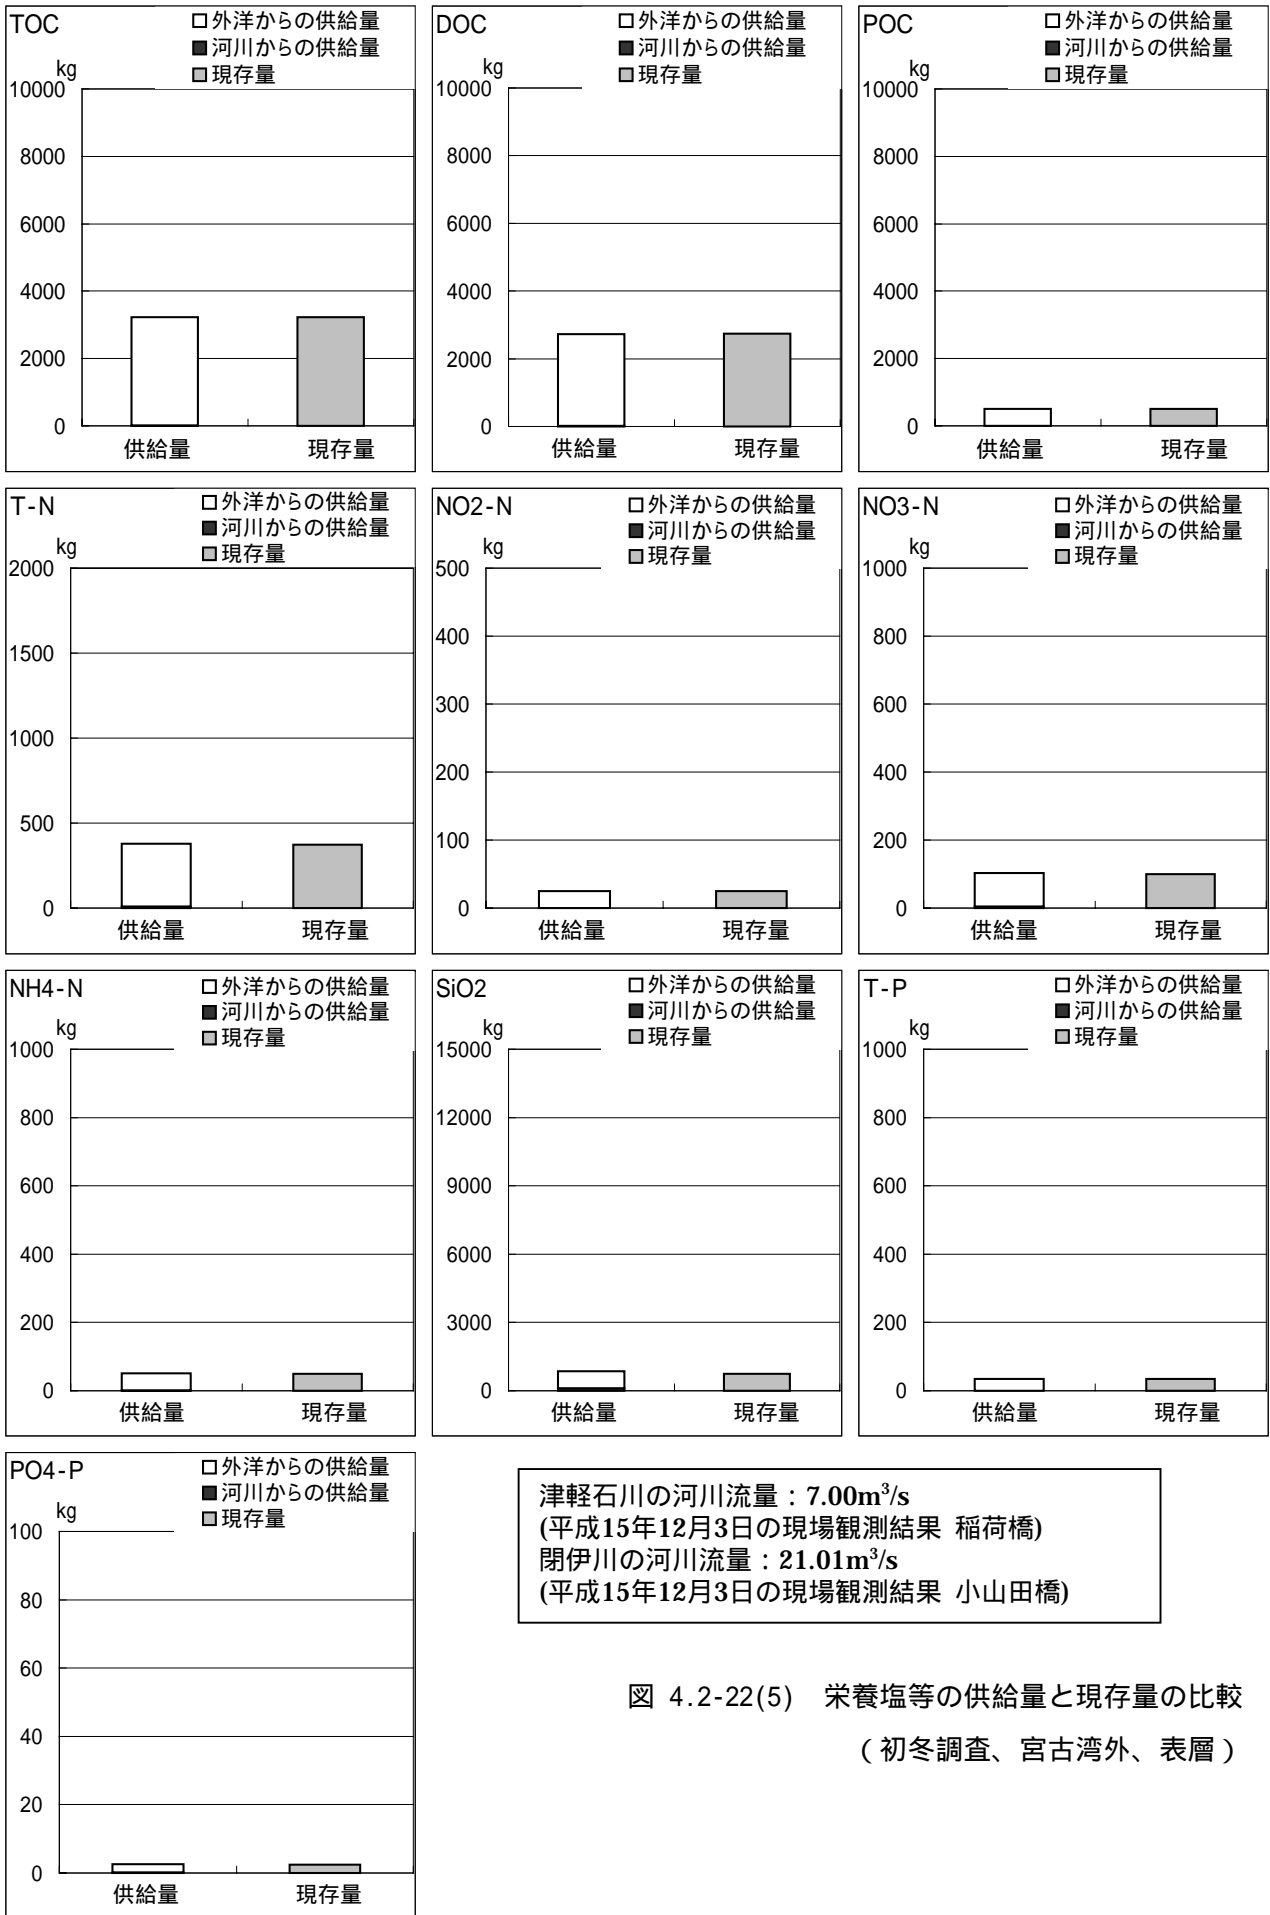 TOC
□外洋からの供給量
■河川からの供給量
■現存量
kg
10000
8000
6000
4000
2000
0
供給量 現存量
DOC
□外洋からの供給量
■河川からの供給量
■現存量
kg
10000
8000
6000
4000
2000
0
供給量 現存量
POC
□外洋からの供給量
■河川からの供給量
■現存量
kg
10000
8000
6000
4000
2000
0
供給量 現存量
T-N
□外洋からの供給量
■河川からの供給量
■現存量
kg
2000
1500
1000
500
0
供給量 現存量
NO2-N
□外洋からの供給量
■河川からの供給量
■現存量
kg
500
400
300
200
100
0
供給量 現存量
NO3-N
□外洋からの供給量
■河川からの供給量
■現存量
kg
1000
800
600
400
200
0
供給量 現存量
NH4-N
□外洋からの供給量
■河川からの供給量
■現存量
kg
1000
800
600
400
200
0
供給量 現存量
SiO2
□外洋からの供給量
■河川からの供給量
■現存量
kg
15000
12000
9000
6000
3000
0
供給量 現存量
T-P
□外洋からの供給量
■河川からの供給量
■現存量
kg
1000
800
600
400
200
0
供給量 現存量
PO4-P
□外洋からの供給量
■河川からの供給量
■現存量
kg
100
80
60
40
20
0
供給量 現存量
津軽石川の河川流量：7.00m³/s
(平成15年12月3日の現場観測結果 稲荷橋)
閉伊川の河川流量：21.01m³/s
(平成15年12月3日の現場観測結果 小山田橋)
図 4.2-22(5) 栄養塩等の供給量と現存量の比較
（初冬調査、宮古湾外、表層）